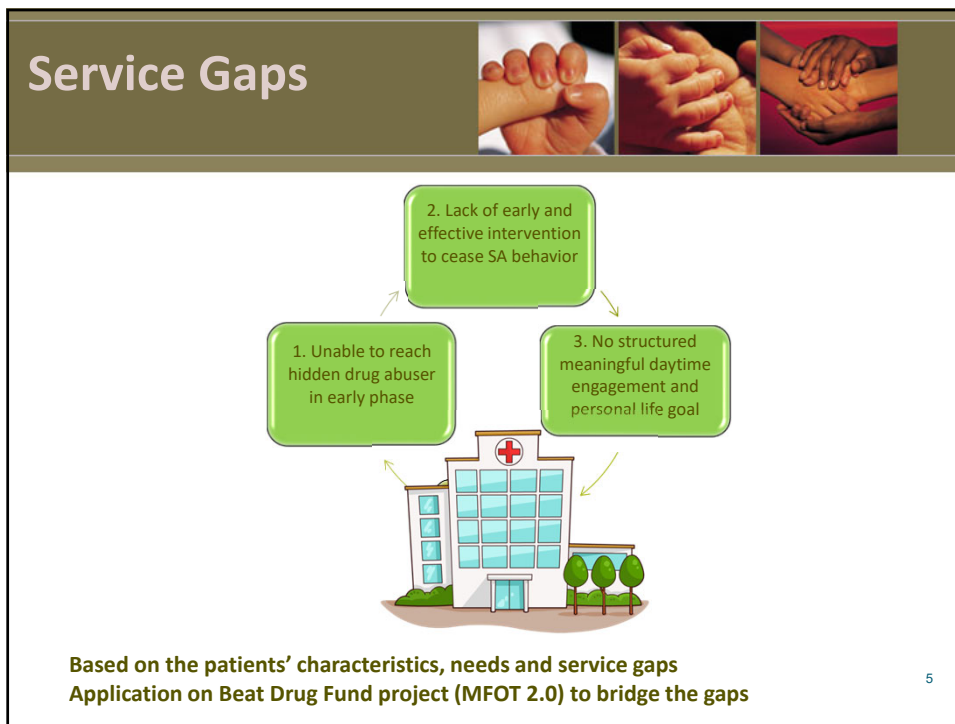 Service Gaps
2. Lack of early and
effective intervention
to cease SA behavior
1. Unable to reach
hidden drug abuser
in early phase
3. No structured
meaningful daytime
engagement and
personal life goal
Based on the patients’ characteristics, needs and service gaps
Application on Beat Drug Fund project (MFOT 2.0) to bridge the gaps
5